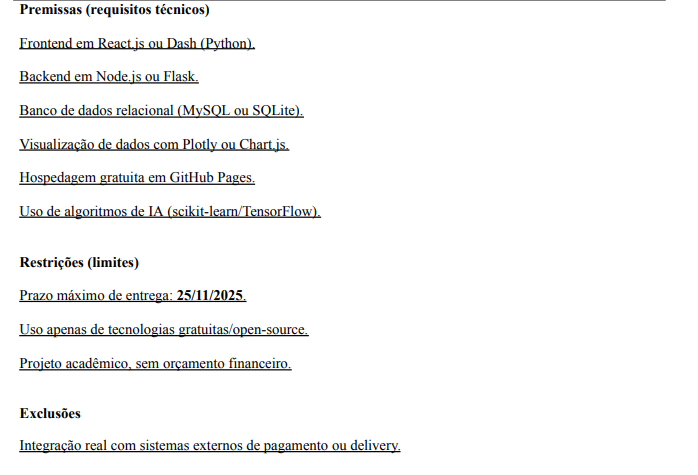 Premissas (requisitos técnicos)
Frontend em React.js ou Dash (Python).
Backend em Node.js ou Flask.
Banco de dados relacional (MySQL ou SQLite).
Visualização de dados com Plotly ou Chart.js.
Hospedagem gratuita em GitHub Pages.
Uso de algoritmos de IA (scikit-learn/TensorFlow).
Restrições (limites)
Prazo máximo de entrega: 25/11/2025.
Uso apenas de tecnologias gratuitas/open-source.
Projeto acadêmico, sem orçamento financeiro.
Exclusões
Integração real com sistemas externos de pagamento ou delivery.